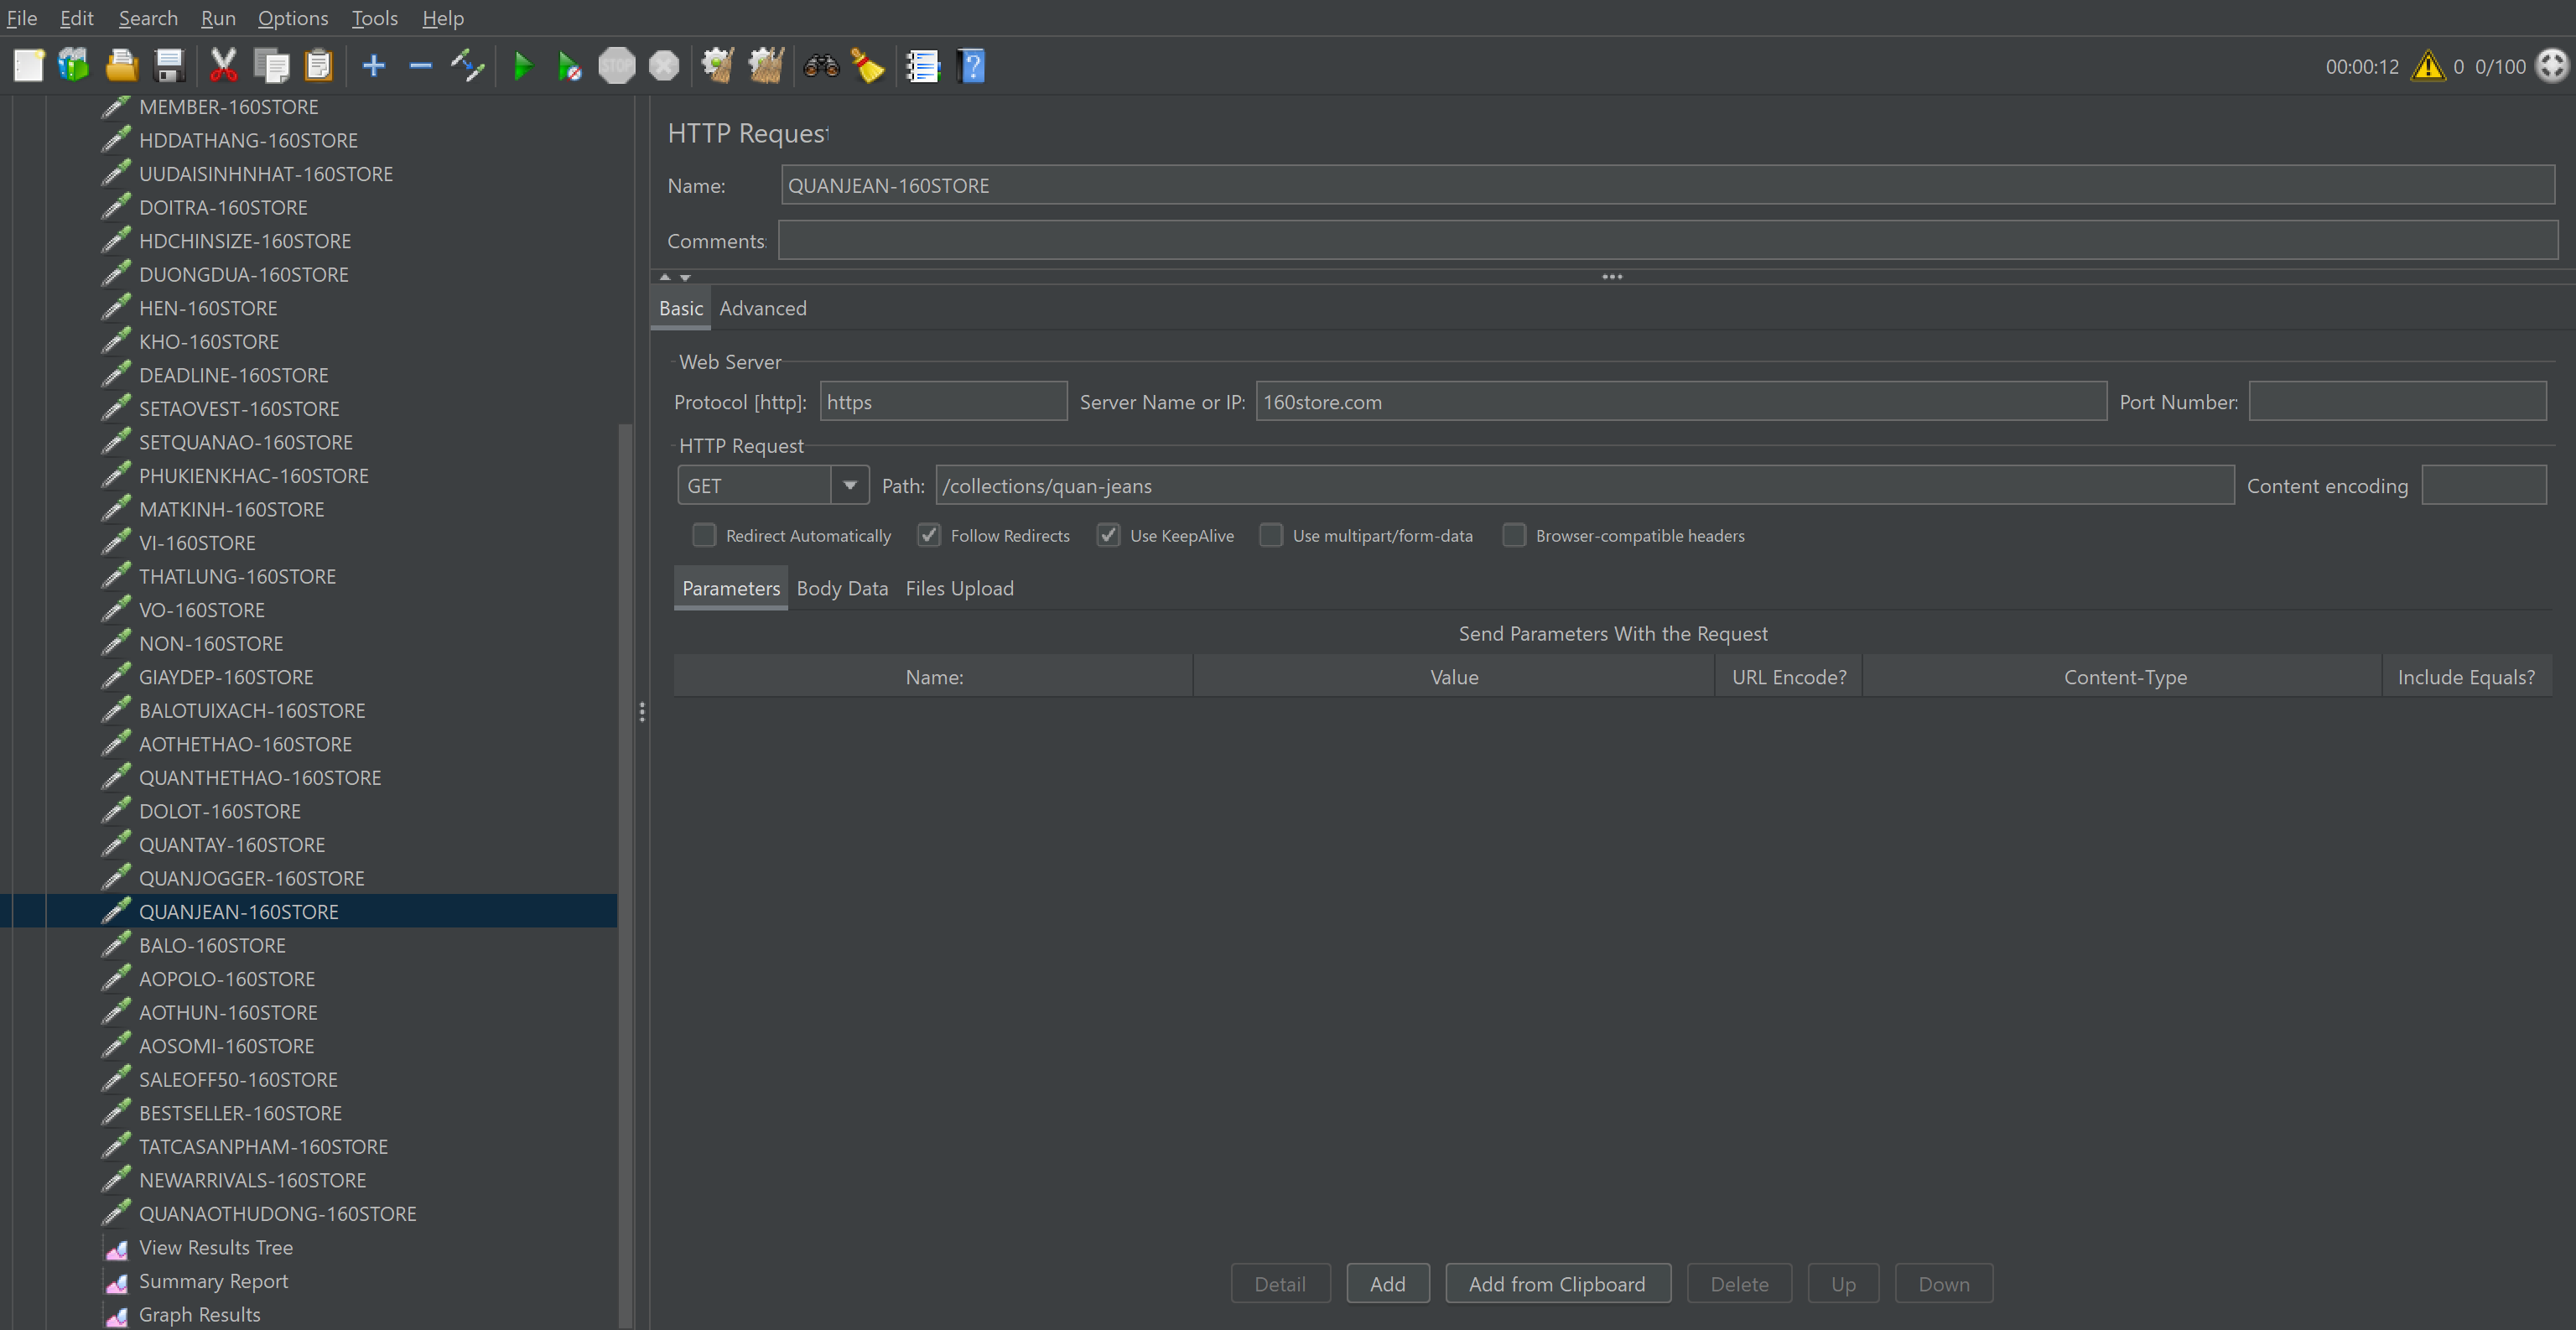 File Edit Search Run Options Tools Help
STOP
00:00:12 0 0/100
MEMBER-160STORE
HDDATHANG-160STORE
UUDAISINHNHAT-160STORE
DOITRA-160STORE
HDCHINSIZE-160STORE
DUONGDUA-160STORE
HEN-160STORE
KHO-160STORE
DEADLINE-160STORE
SETAOVEST-160STORE
SETQUANAO-160STORE
PHUKIENKHAC-160STORE
MATKINH-160STORE
VI-160STORE
THATLUNG-160STORE
VO-160STORE
NON-160STORE
GIAYDEP-160STORE
BALOTUIXACH-160STORE
AOTHETHAO-160STORE
QUANTHETHAO-160STORE
DOLOT-160STORE
QUANTAY-160STORE
QUANJOGGER-160STORE
QUANJEAN-160STORE
BALO-160STORE
AOPOLO-160STORE
AOTHUN-160STORE
AOSOMI-160STORE
SALEOFF50-160STORE
BESTSELLER-160STORE
TATCASANPHAM-160STORE
NEWARRIVALS-160STORE
QUANAOTHUDONG-160STORE
View Results Tree
Summary Report
Graph Results
HTTP Request
Name: QUANJEAN-160STORE
Comments:
Basic Advanced
Web Server
Protocol [http]: https Server Name or IP: 160store.com Port Number:
HTTP Request
GET Path: /collections/quan-jeans Content encoding
Redirect Automatically Follow Redirects Use KeepAlive Use multipart/form-data Browser-compatible headers
Parameters Body Data Files Upload
Send Parameters With the Request
Name: Value URL Encode? Content-Type Include Equals?
Detail Add Add from Clipboard Delete Up Down